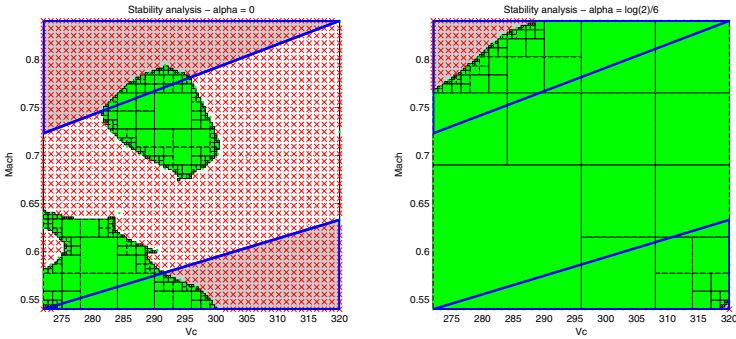 Stability analysis – alpha = 0
Mach
0.8
0.75
0.7
0.65
0.6
0.55
275 280 285 290 295 300 305 310 315 320
Vc
Stability analysis – alpha = log(2)/6
Mach
0.8
0.75
0.7
0.65
0.6
0.55
275 280 285 290 295 300 305 310 315 320
Vc